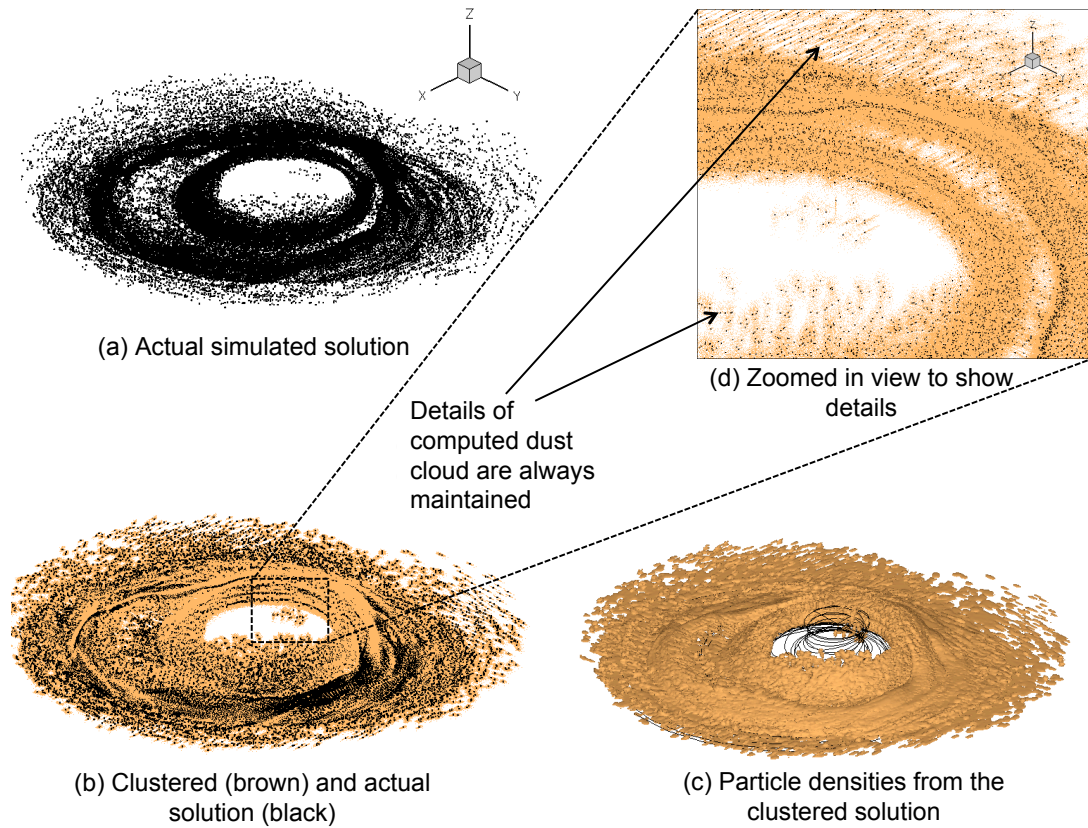 Z
X
Y
(a) Actual simulated solution
Z
(d) Zoomed in view to show
details
Details of
computed dust
cloud are always
maintained
(b) Clustered (brown) and actual
solution (black)
(c) Particle densities from the
clustered solution